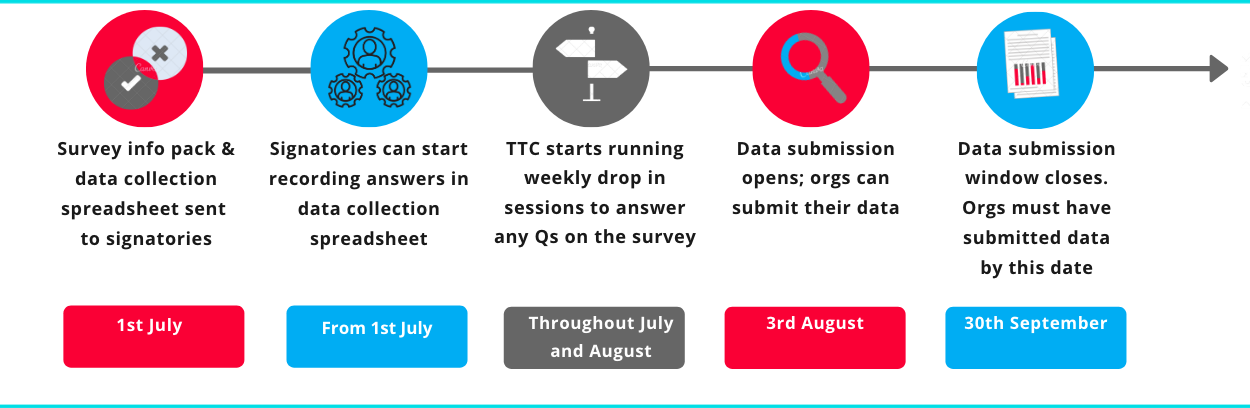 Survey info pack &
data collection
spreadsheet sent
to signatories
1st July
Signatories can start
recording answers in
data collection
spreadsheet
From 1st July
TTC starts running
weekly drop in
sessions to answer
any Qs on the survey
Throughout July
and August
Data submission
opens; orgs can
submit their data
3rd August
Data submission
window closes.
Orgs must have
submitted data
by this date
30th September